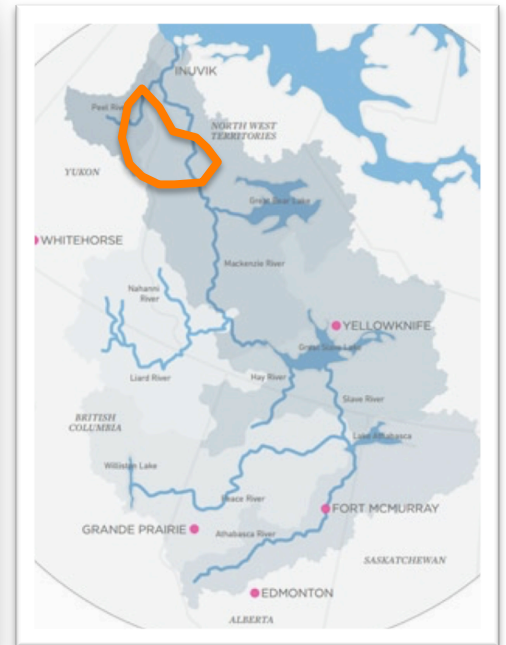 INUVIK
Peel River
NORTH WEST
TERRITORIES
YUKON
Great Bear Lake
WHITEHORSE
Mackenzie River
Nahanni
River
YELLOWKNIFE
Great Slave Lake
Liard River
Hay River
Slave River
BRITISH
COLUMBIA
Lake Athabasca
Williston Lake
Peace River
FORT MCMURRAY
GRANDE PRAIRIE
Athabasca River
SASKATCHEWAN
EDMONTON
ALBERTA